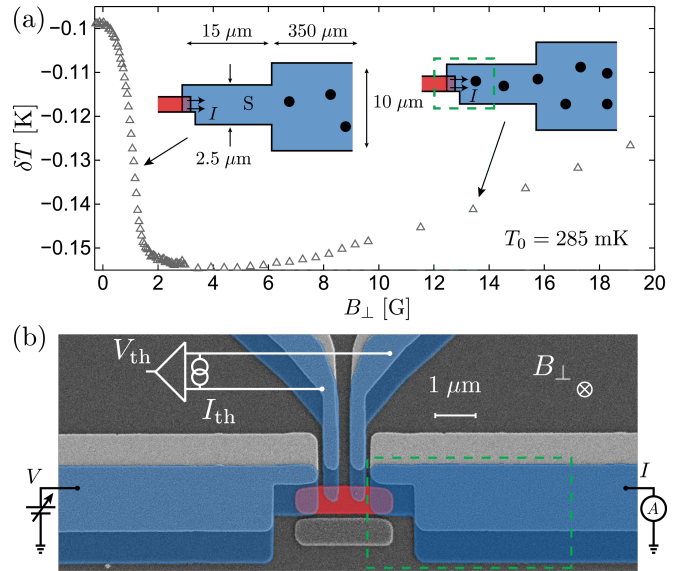 (a)
δT [K]
−0.1
−0.11
−0.12
−0.13
−0.14
−0.15
15 μm
350 μm
I
S
10 μm
2.5 μm
I
T₀ = 285 mK
0
2
4
6
8
10
12
14
16
18
20
B⊥ [G]
(b)
Vth
Ith
1 μm
B⊥
V
I
A